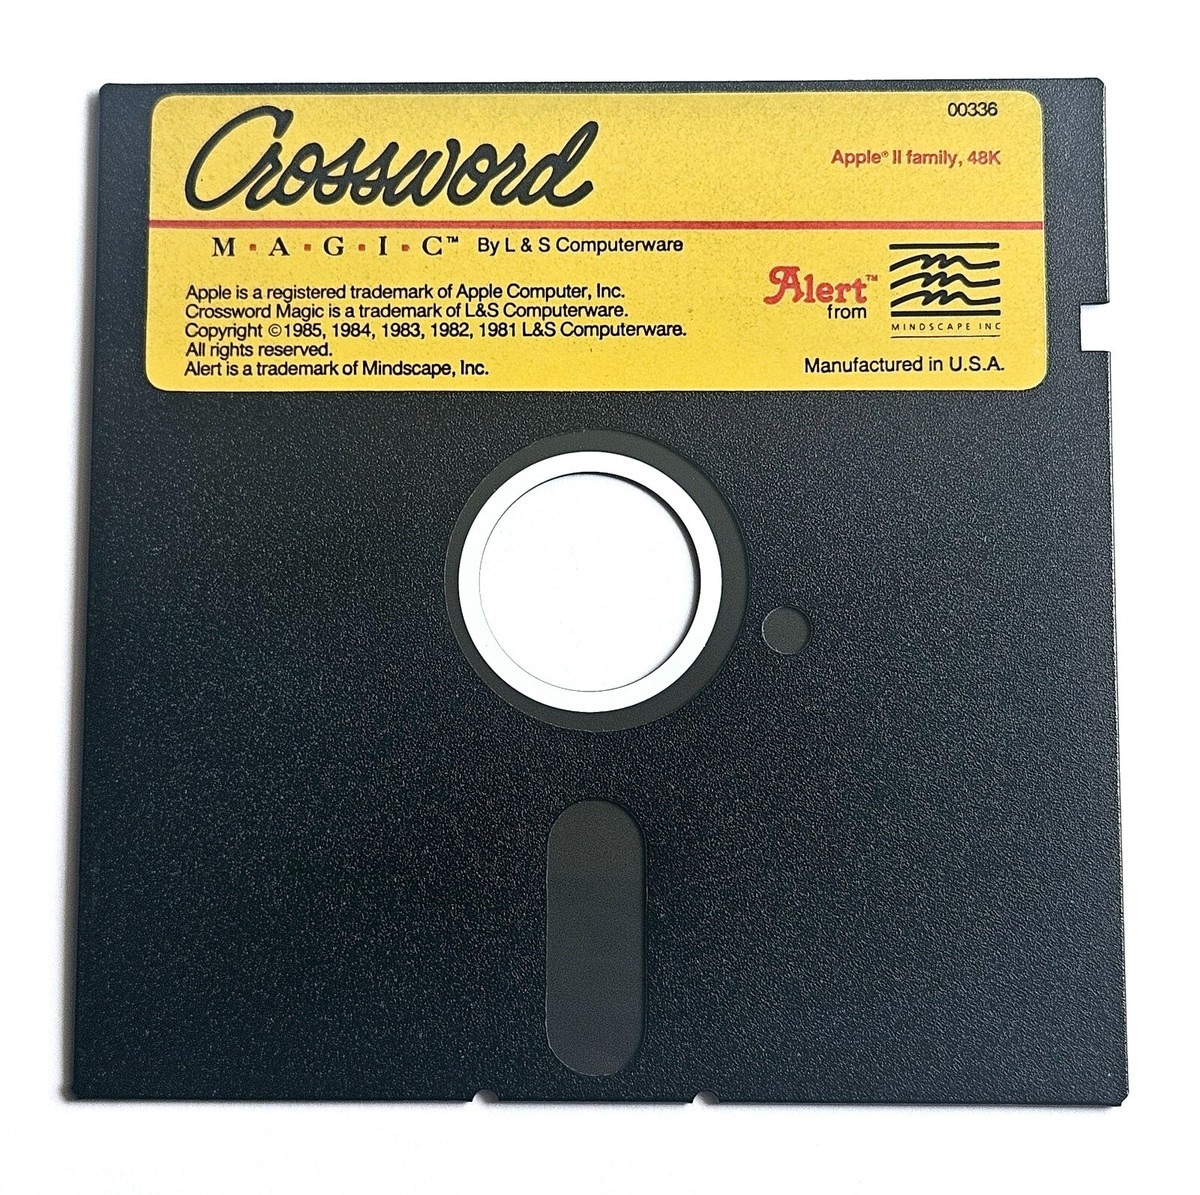 00336
Crossword
Apple® II family, 48K
M·A·G·I·C™ By L & S Computerware
Alert™
from
MINDSCAPE INC
Apple is a registered trademark of Apple Computer, Inc.
Crossword Magic is a trademark of L&S Computerware.
Copyright ©1985, 1984, 1983, 1982, 1981 L&S Computerware.
All rights reserved.
Alert is a trademark of Mindscape, Inc.
Manufactured in U.S.A.